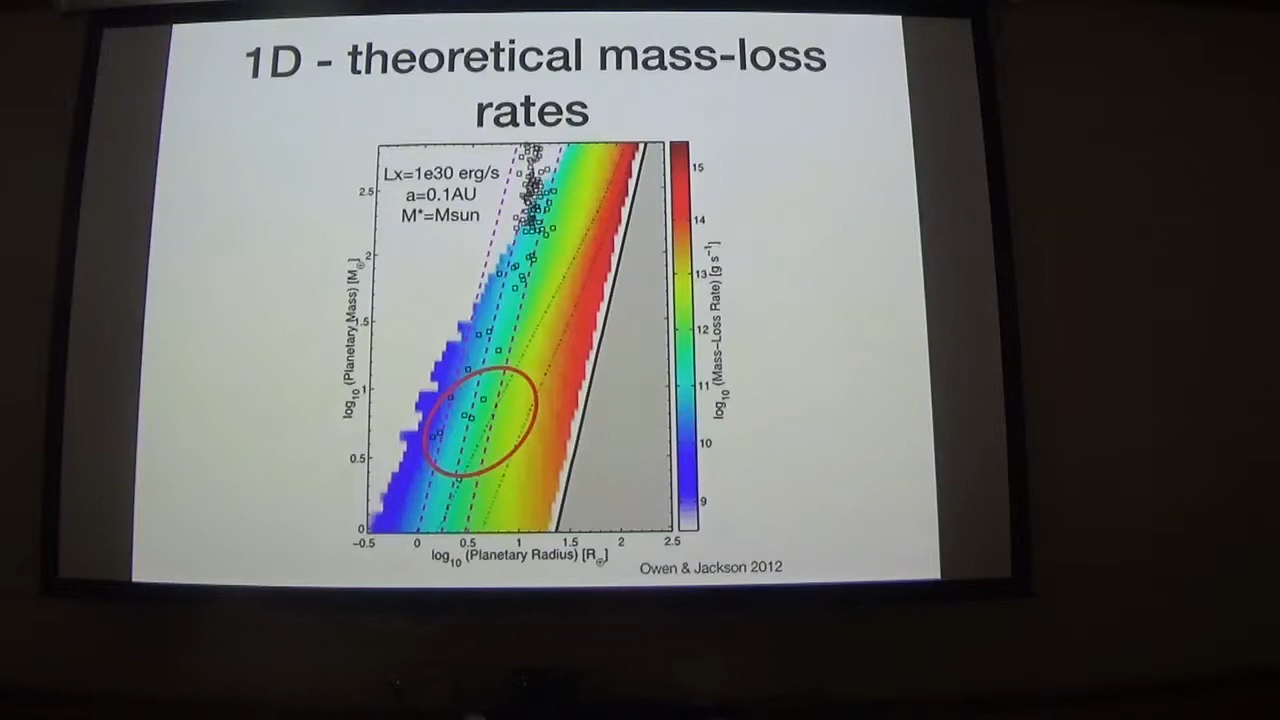 1D - theoretical mass-loss
rates
Lx=1e30 erg/s
a=0.1AU
M*=Msun
2.5
2
1.5
1
0.5
0
log10 (Planetary Mass) [M⊕]
-0.5 0 0.5 1 1.5 2 2.5
log10 (Planetary Radius) [R⊕]
15
14
13
12
11
10
9
log10 (Mass-Loss Rate) [g s⁻¹]
Owen & Jackson 2012